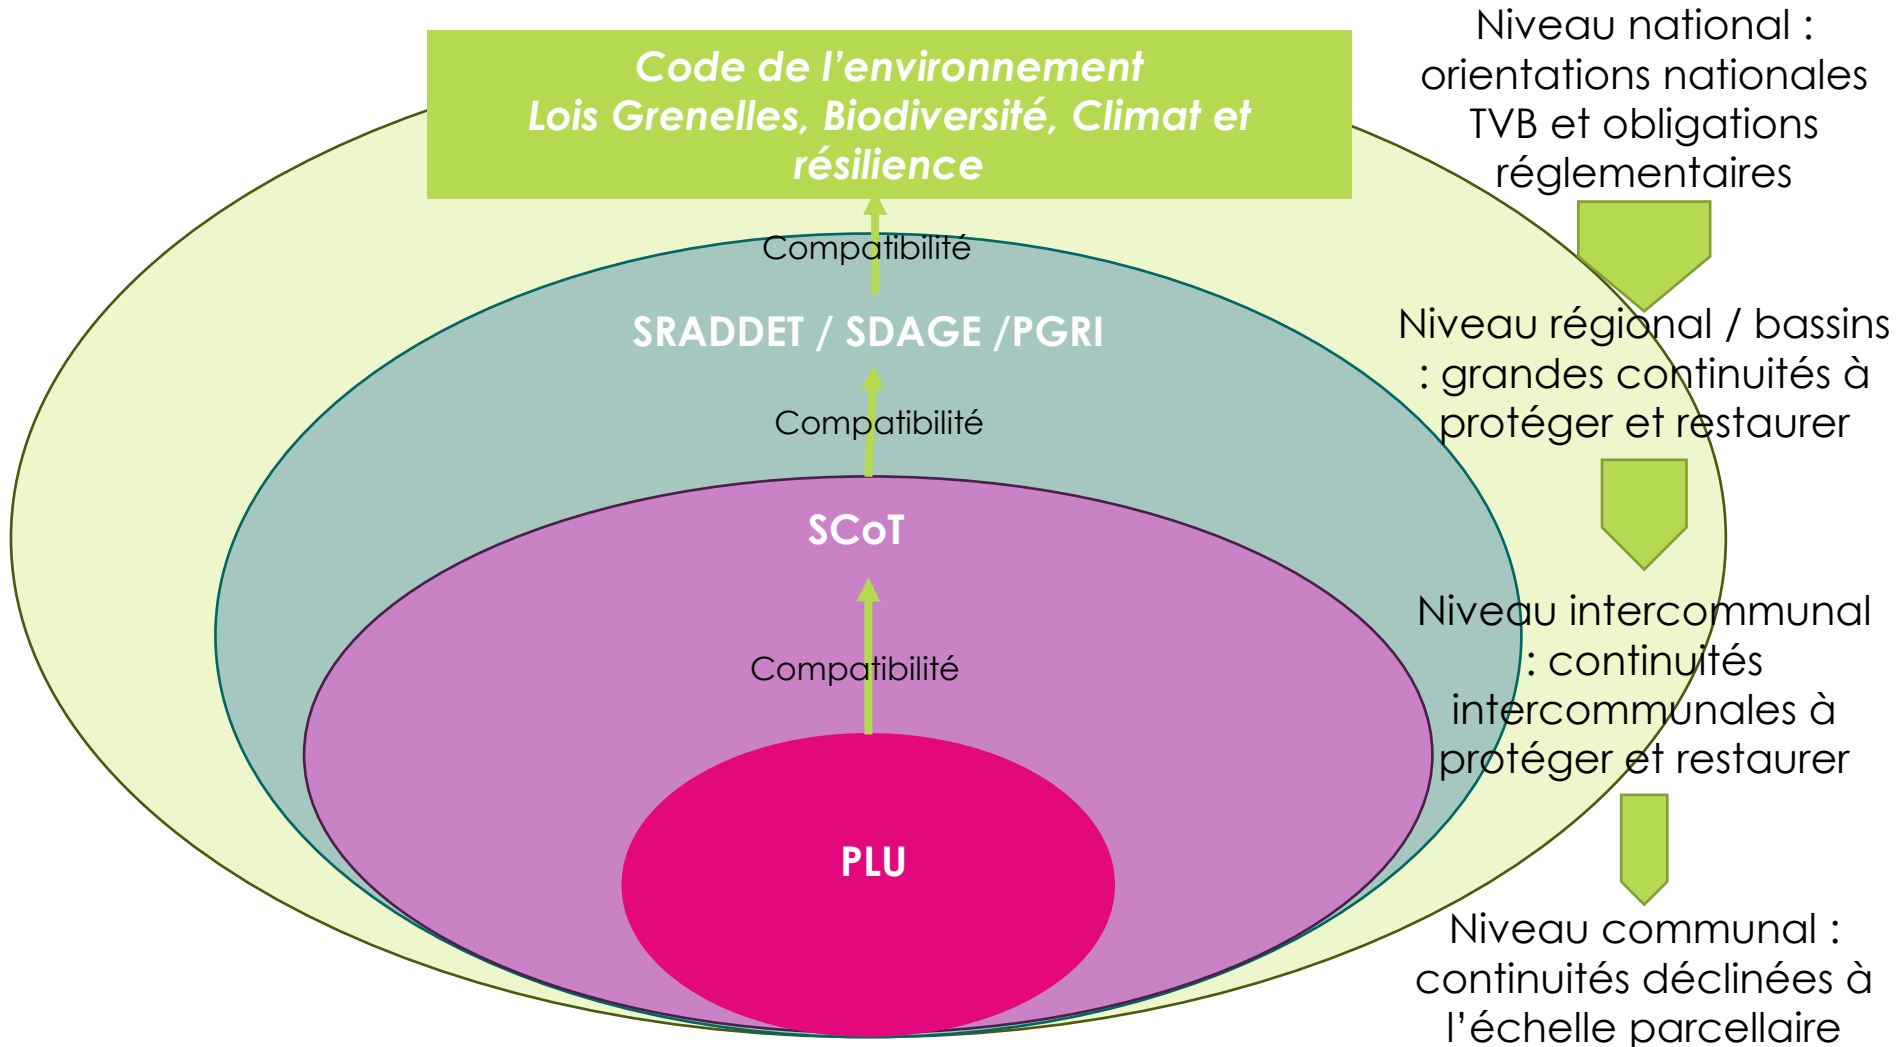 Code de l'environnement
Lois Grenelles, Biodiversité, Climat et
résilience
Compatibilité
SRADDET / SDAGE /PGRI
Compatibilité
SCoT
Compatibilité
PLU
Niveau national :
orientations nationales
TVB et obligations
réglementaires
Niveau régional / bassins
: grandes continuités à
protéger et restaurer
Niveau intercommunal
: continuités
intercommunales à
protéger et restaurer
Niveau communal :
continuités déclinées à
l'échelle parcellaire